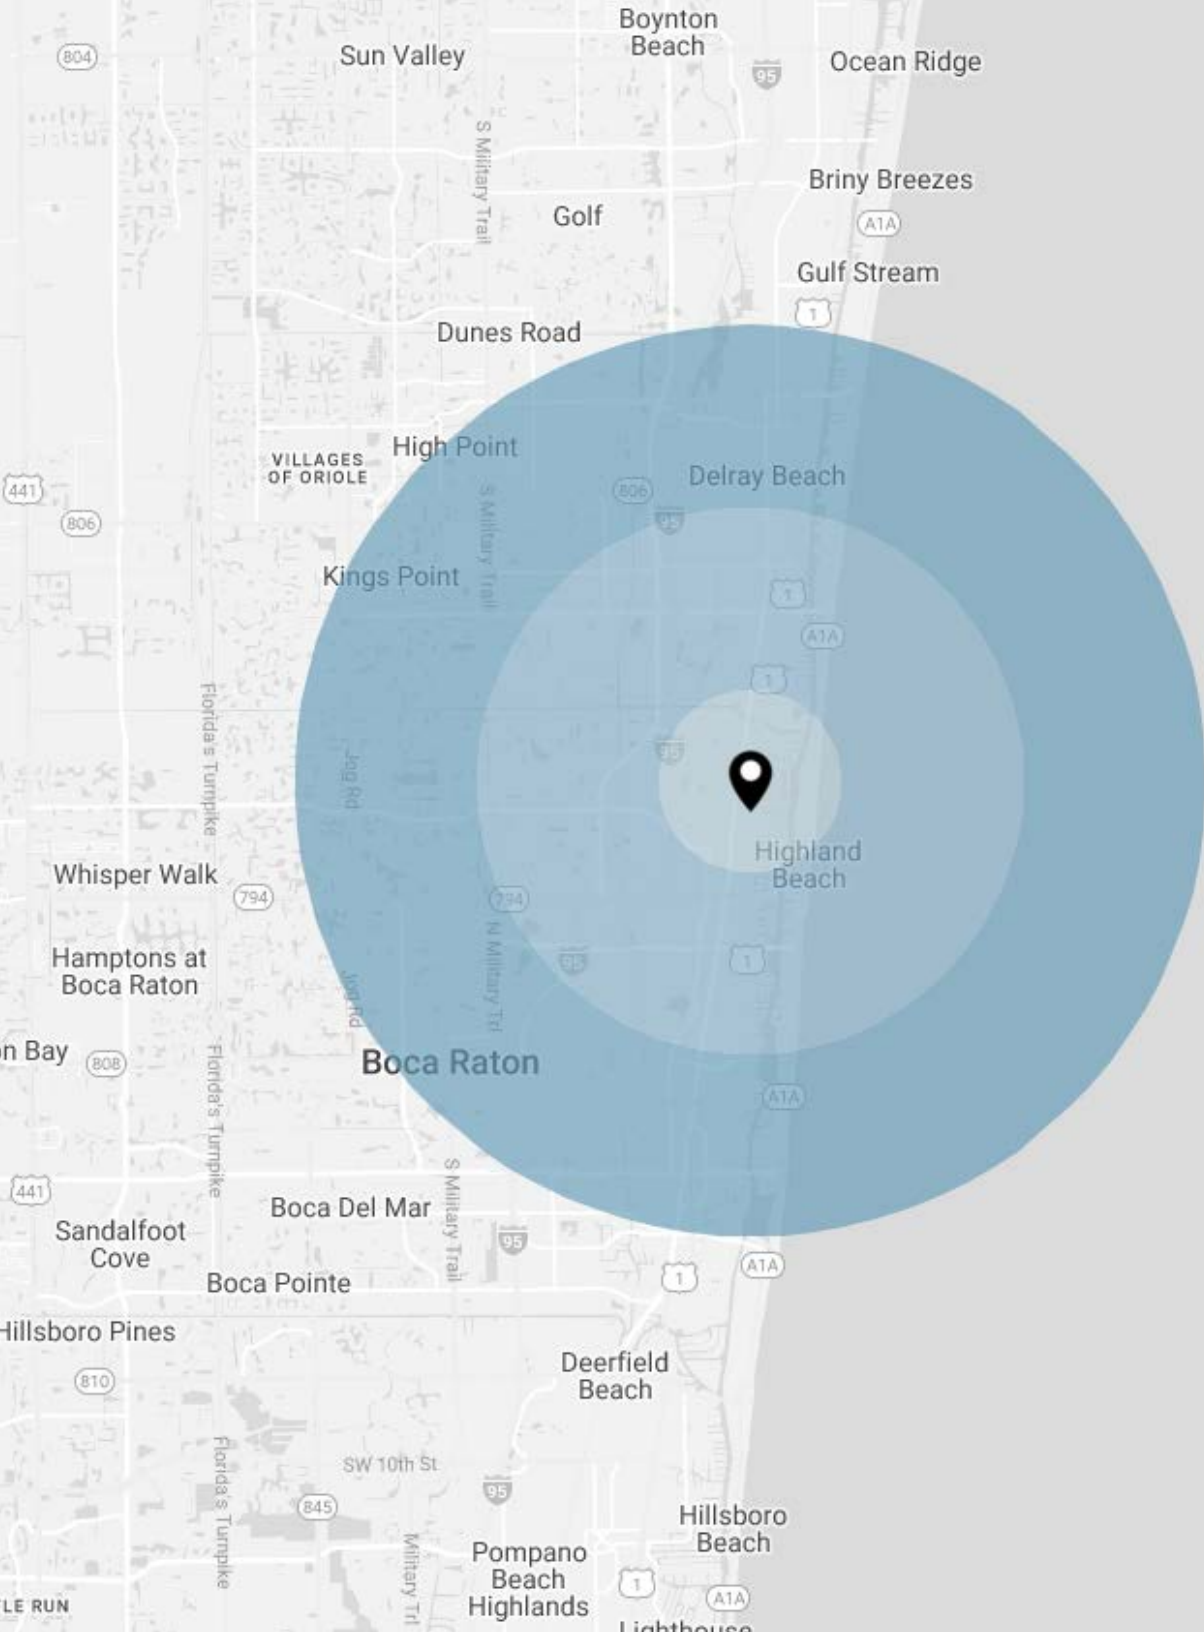 Boynton
Beach
804
Sun Valley
95
Ocean Ridge
S Military Trail
Briny Breezes
Golf
A1A
Gulf Stream
1
Dunes Road
High Point
VILLAGES
OF ORIOLE
441
806
Delray Beach
806
95
S Military Trail
Kings Point
1
A1A
1
Florida's Turnpike
Jog Rd
95
Highland
Beach
Whisper Walk
794
794
N Military Trl
Hamptons at
Boca Raton
95
1
Jog Rd
n Bay
808
Boca Raton
Florida's Turnpike
A1A
441
S Military Trail
Boca Del Mar
Sandalfoot
Cove
95
A1A
1
Boca Pointe
Hillsboro Pines
Deerfield
Beach
810
Florida's Turnpike
SW 10th St
95
845
Hillsboro
Beach
Military Trl
Pompano
Beach
Highlands
1
A1A
LE RUN
Lighthouse